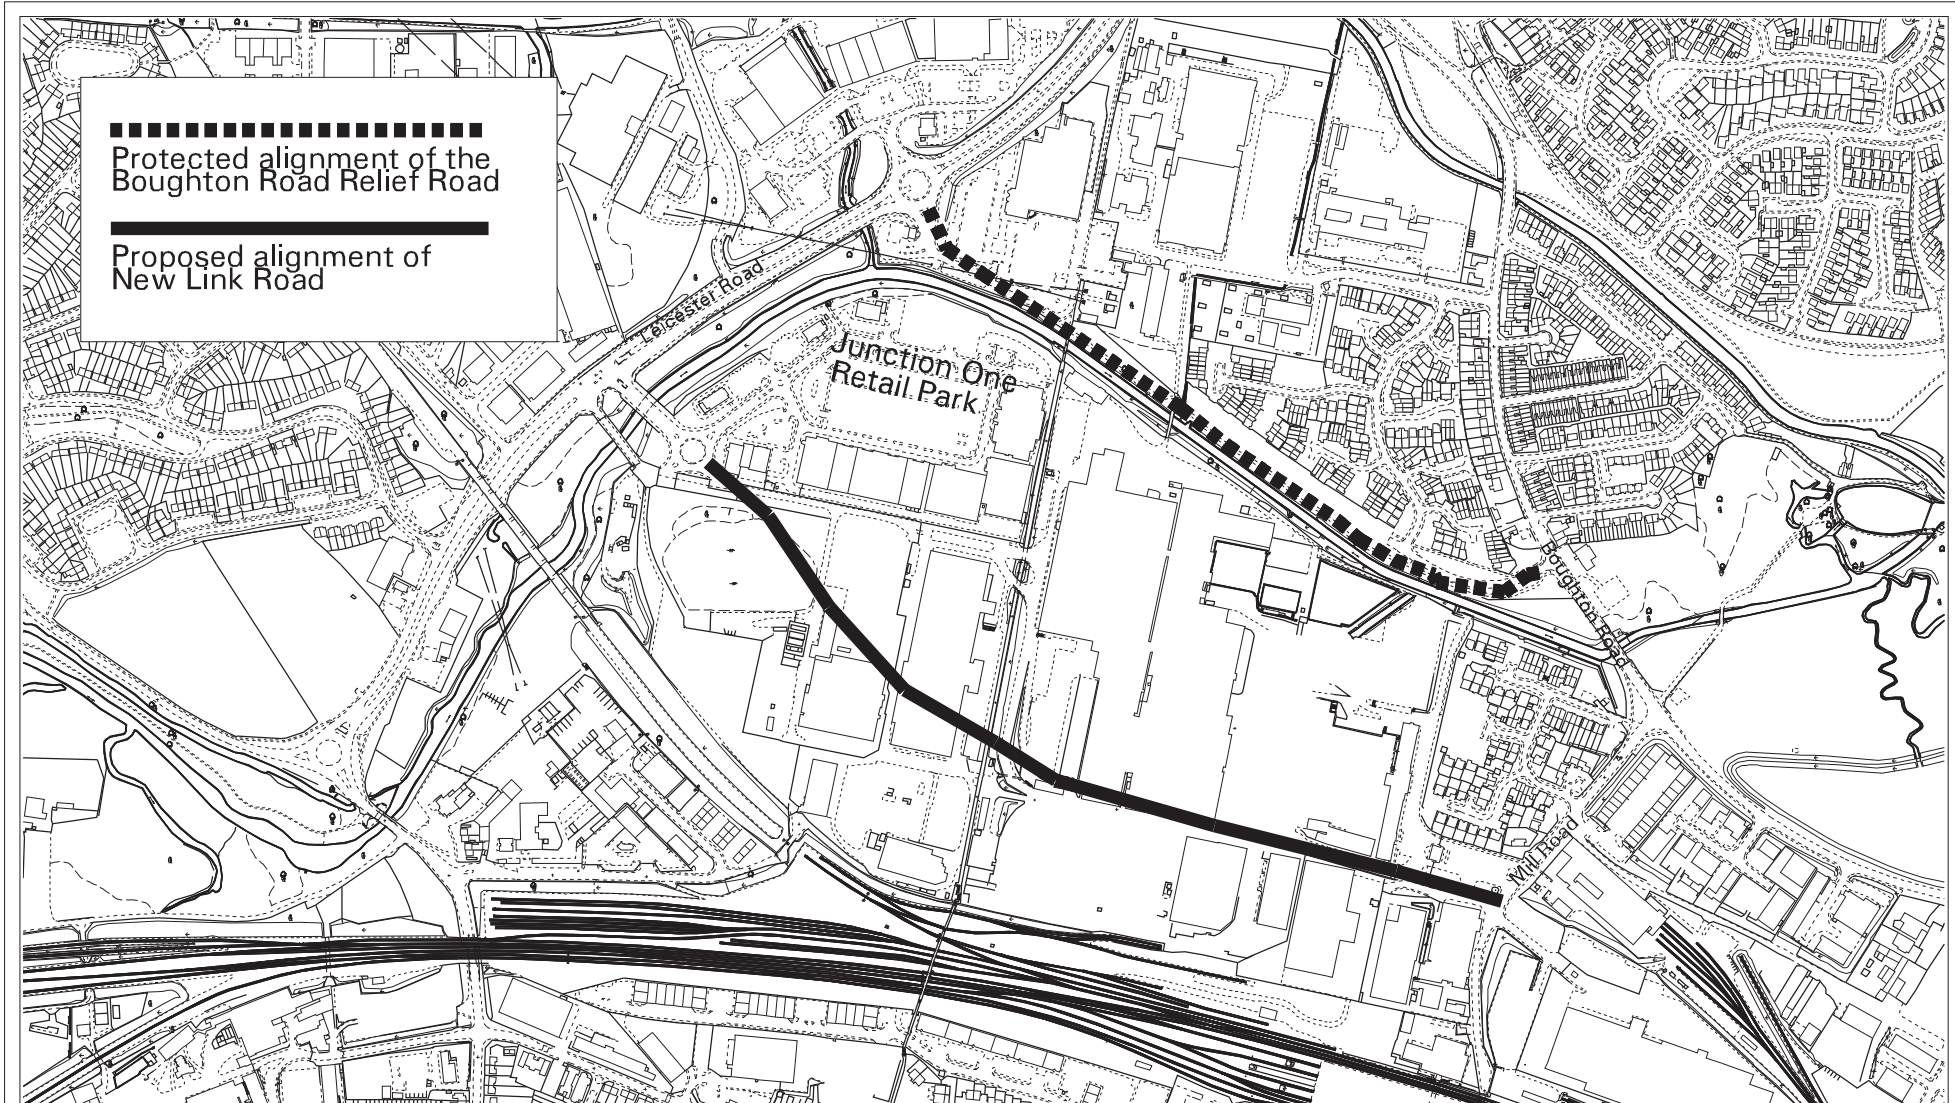 Protected alignment of the
Boughton Road Relief Road
Proposed alignment of
New Link Road
Leicester Road
Junction One
Retail Park
Boughton Road
Mill Road